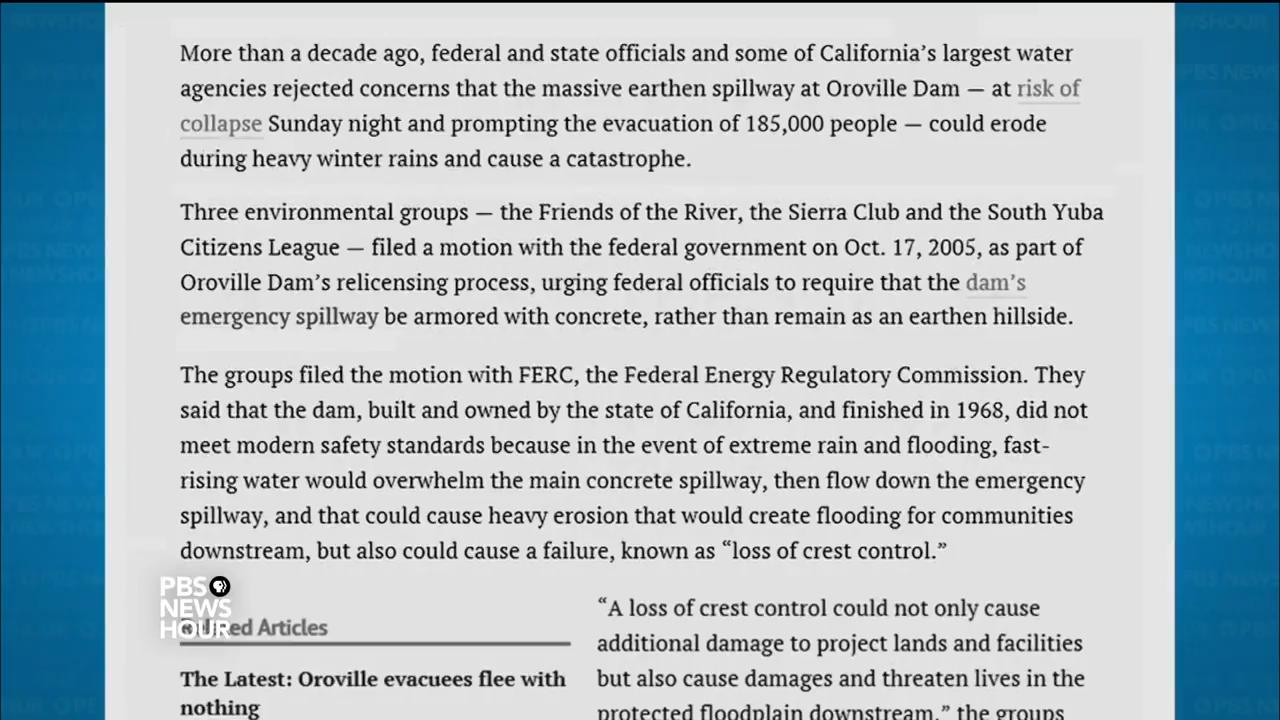 More than a decade ago, federal and state officials and some of California’s largest water
agencies rejected concerns that the massive earthen spillway at Oroville Dam — at risk of
collapse Sunday night and prompting the evacuation of 185,000 people — could erode
during heavy winter rains and cause a catastrophe.
Three environmental groups — the Friends of the River, the Sierra Club and the South Yuba
Citizens League — filed a motion with the federal government on Oct. 17, 2005, as part of
Oroville Dam’s relicensing process, urging federal officials to require that the dam’s
emergency spillway be armored with concrete, rather than remain as an earthen hillside.
The groups filed the motion with FERC, the Federal Energy Regulatory Commission. They
said that the dam, built and owned by the state of California, and finished in 1968, did not
meet modern safety standards because in the event of extreme rain and flooding, fast-
rising water would overwhelm the main concrete spillway, then flow down the emergency
spillway, and that could cause heavy erosion that would create flooding for communities
downstream, but also could cause a failure, known as “loss of crest control.”
PBS
NEWS
HOUR
Articles
The Latest: Oroville evacuees flee with
nothing
“A loss of crest control could not only cause
additional damage to project lands and facilities
but also cause damages and threaten lives in the
protected floodplain downstream,” the groups